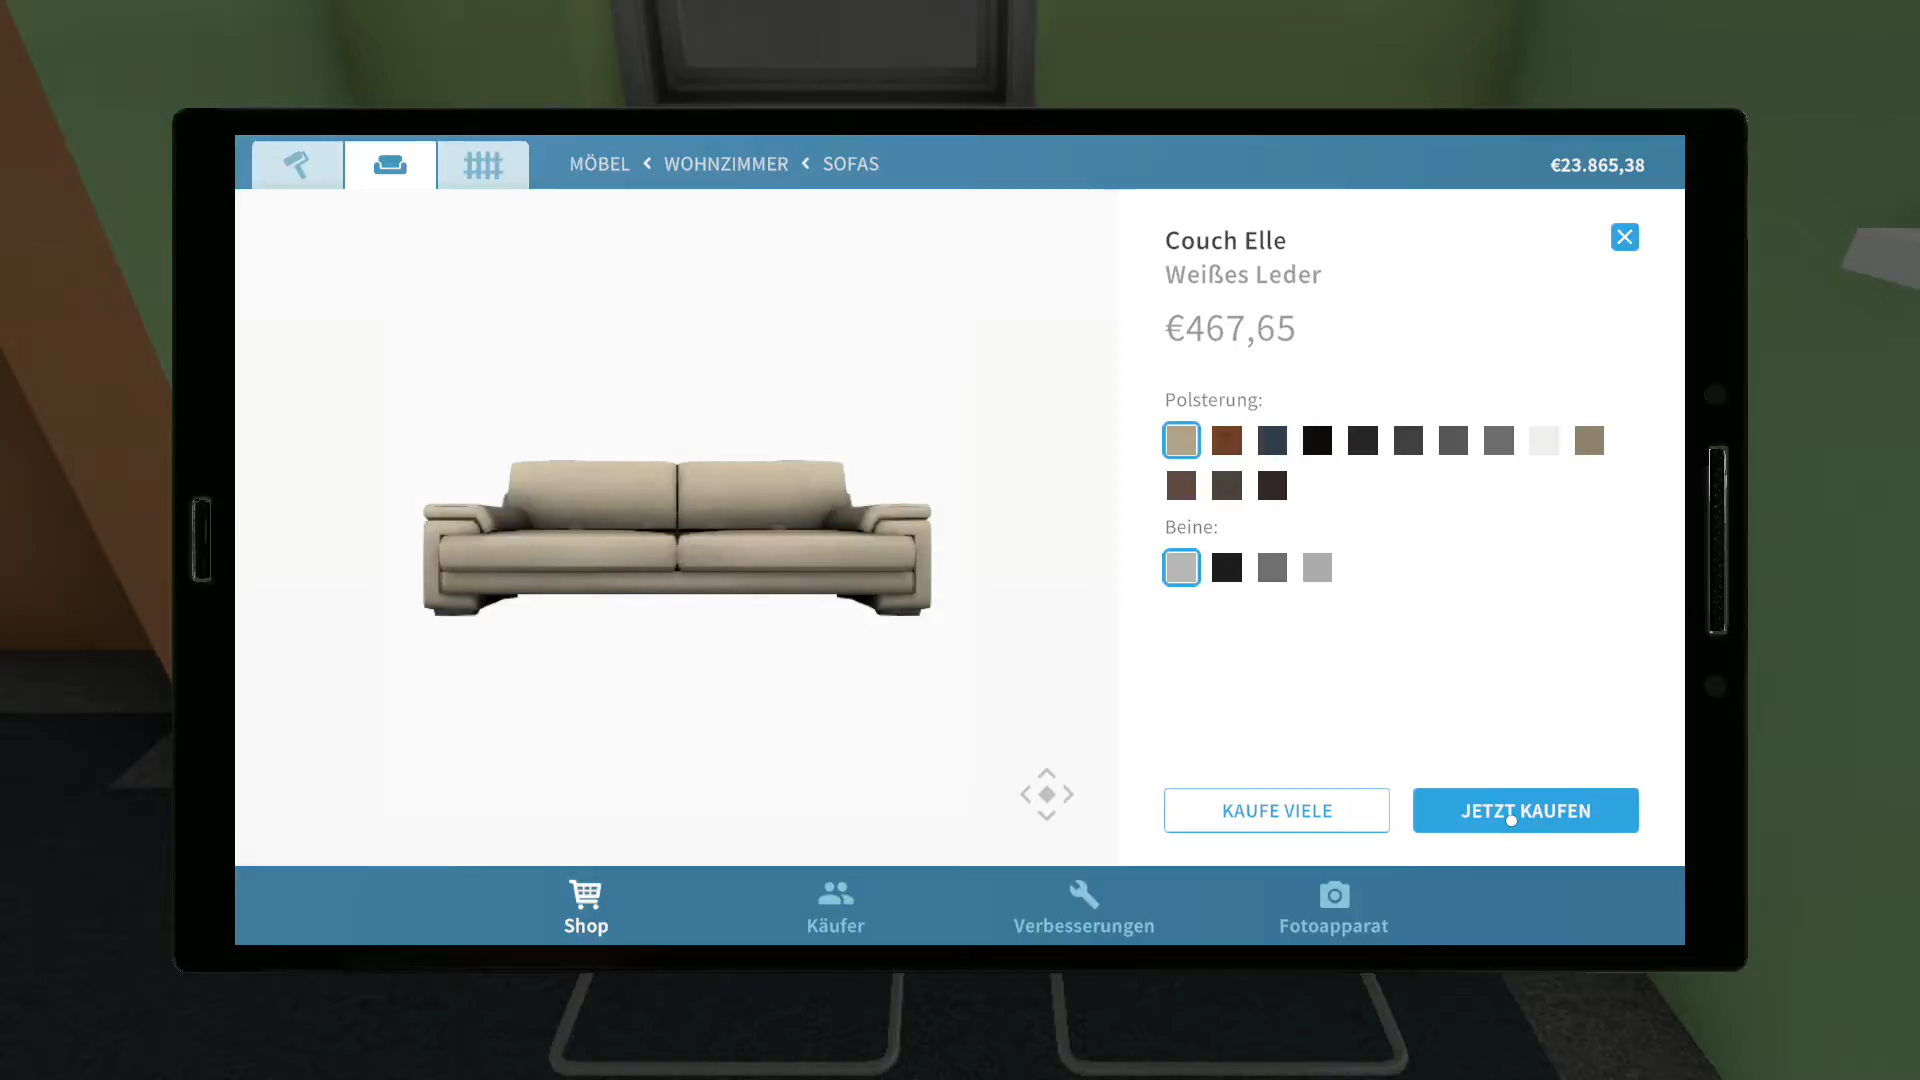 MÖBEL < WOHNZIMMER < SOFAS
€23.865,38
Couch Elle
Weißes Leder
€467,65
Polsterung:
Beine:
KAUFE VIELE
JETZT KAUFEN
Shop
Käufer
Verbesserungen
Fotoapparat